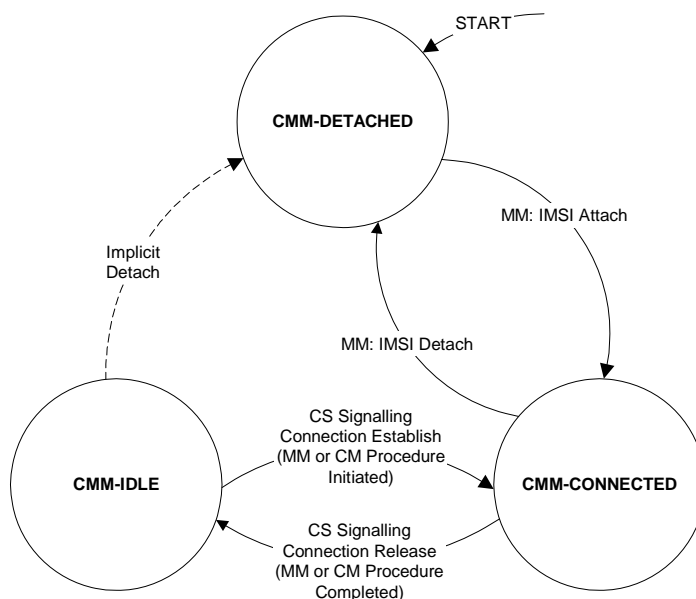 START
CMM-DETACHED
MM: IMSI Attach
Implicit
Detach
MM: IMSI Detach
CS Signalling
Connection Establish
(MM or CM Procedure
Initiated)
CMM-IDLE
CMM-CONNECTED
CS Signalling
Connection Release
(MM or CM Procedure
Completed)